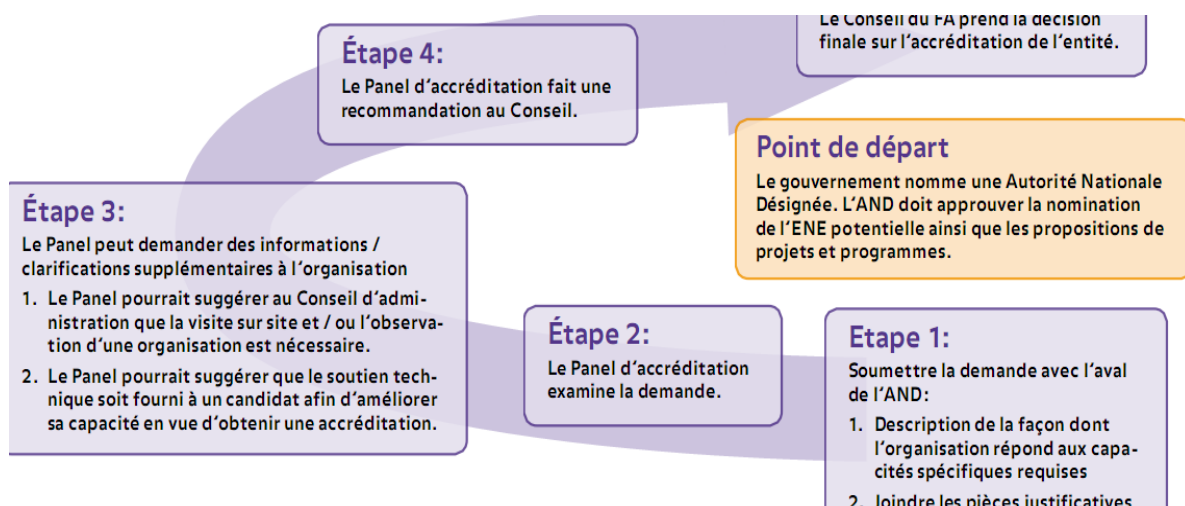 Le Conseil du FA prend la décision
finale sur l'accréditation de l'entité.
Étape 4:
Le Panel d'accréditation fait une
recommandation au Conseil.
Point de départ
Le gouvernement nomme une Autorité Nationale
Désignée. L'AND doit approuver la nomination
de l'ENE potentielle ainsi que les propositions de
projets et programmes.
Étape 3:
Le Panel peut demander des informations /
clarifications supplémentaires à l'organisation
1. Le Panel pourrait suggérer au Conseil d'admi-
nistration que la visite sur site et / ou l'observa-
tion d'une organisation est nécessaire.
2. Le Panel pourrait suggérer que le soutien tech-
nique soit fourni à un candidat afin d'améliorer
sa capacité en vue d'obtenir une accréditation.
Étape 2:
Le Panel d'accréditation
examine la demande.
Etape 1:
Soumettre la demande avec l'aval
de l'AND:
1. Description de la façon dont
l'organisation répond aux capa-
cités spécifiques requises
2. Joindre les pièces justificatives